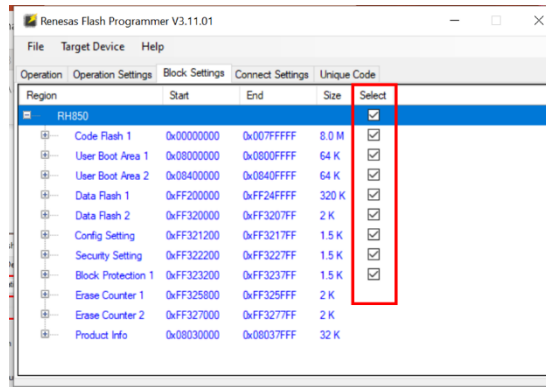 Renesas Flash Programmer V3.11.01
File Target Device Help
Operation Operation Settings Block Settings Connect Settings Unique Code
Region Start End Size Select
RH850
Code Flash 1 0x00000000 0x007FFFFF 8.0 M
User Boot Area 1 0x08000000 0x0800FFFF 64 K
User Boot Area 2 0x08400000 0x0840FFFF 64 K
Data Flash 1 0xFF200000 0xFF24FFFF 320 K
Data Flash 2 0xFF320000 0xFF3207FF 2 K
Config Setting 0xFF321200 0xFF3217FF 1.5 K
Security Setting 0xFF322200 0xFF3227FF 1.5 K
Block Protection 1 0xFF323200 0xFF3237FF 1.5 K
Erase Counter 1 0xFF325800 0xFF325FFF 2 K
Erase Counter 2 0xFF327000 0xFF3277FF 2 K
Product Info 0x08030000 0x08037FFF 32 K